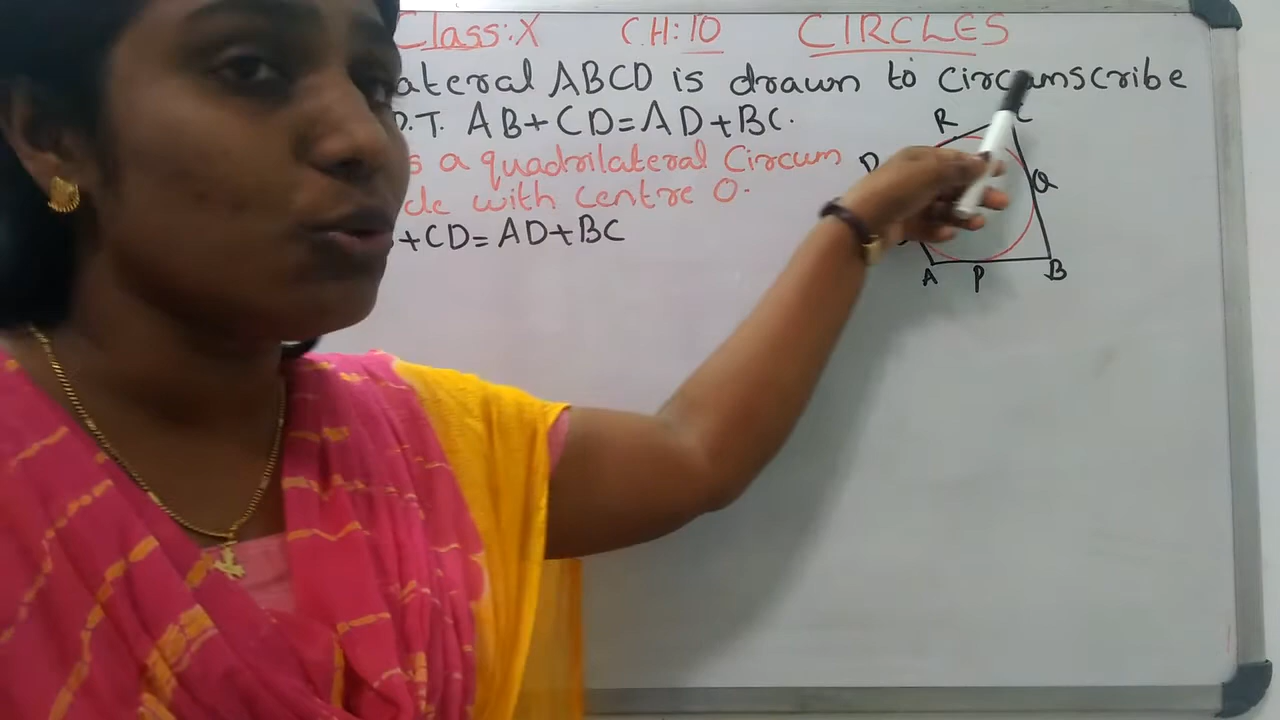 Class:X CH:10 CIRCLES
ateral ABCD is drawn to circumscribe
P.T. AB+CD=AD+BC.
s a quadrilateral Circum
cle with centre O.
+CD=AD+BC
R C
D
Q
A P B